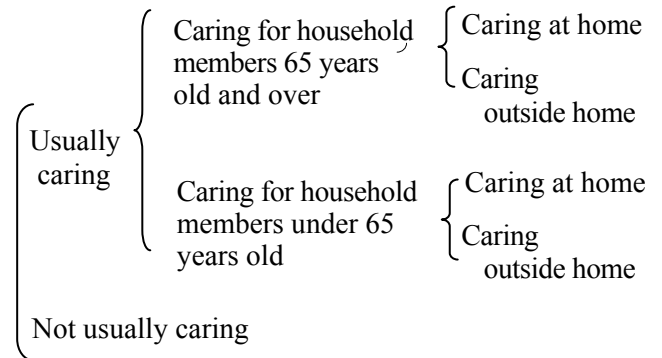 Caring for household
members 65 years
old and over
Caring at home
Caring
outside home
Usually
caring
Caring for household
members under 65
years old
Caring at home
Caring
outside home
Not usually caring